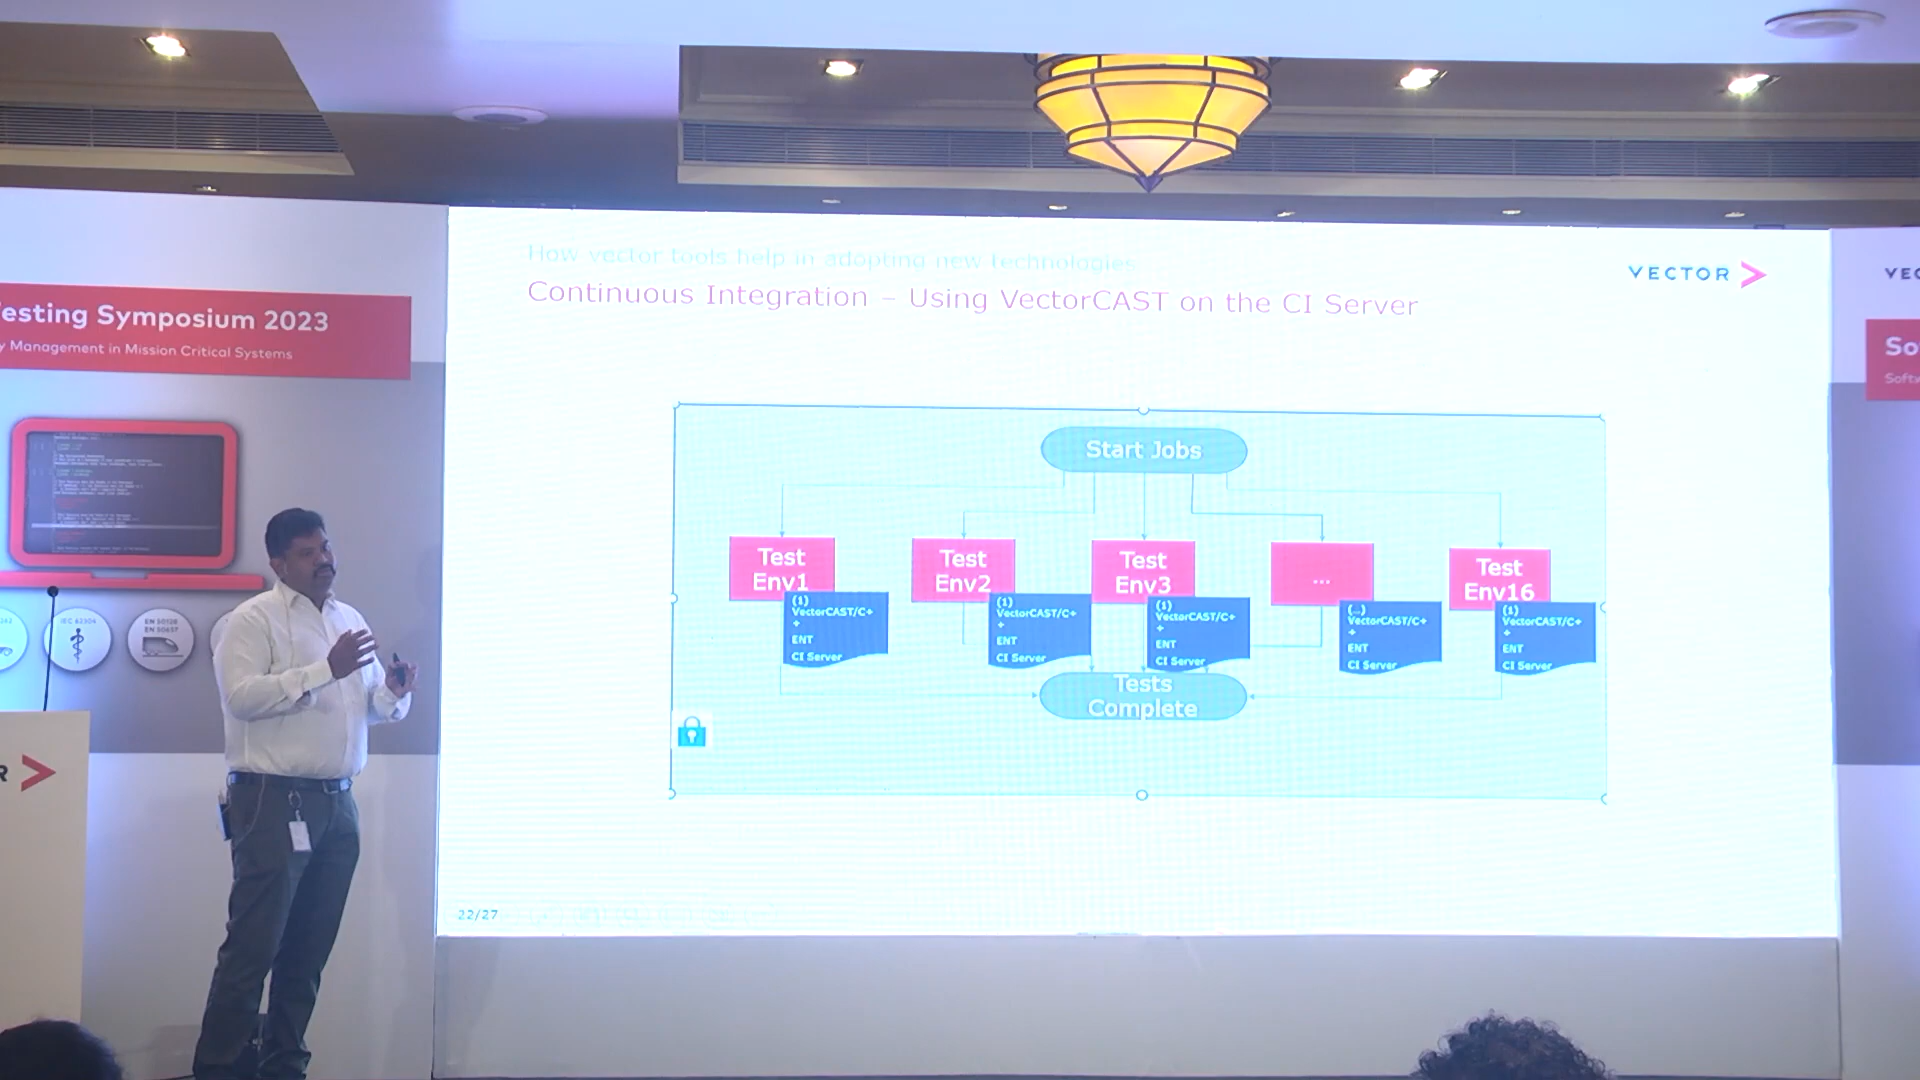 esting Symposium 2023
y Management in Mission Critical Systems
IEC 62304
EN 50128
EN 50657
R
How vector tools help in adopting new technologies
Continuous Integration – Using VectorCAST on the CI Server
VECTOR
Start Jobs
Test
Env1
Test
Env2
Test
Env3
...
Test
Env16
(1)
VectorCAST/C+
+
ENT
CI Server
(1)
VectorCAST/C+
+
ENT
CI Server
(1)
VectorCAST/C+
+
ENT
CI Server
(...)
VectorCAST/C+
+
ENT
CI Server
(1)
VectorCAST/C+
+
ENT
CI Server
Tests
Complete
22/27
VEC
So
Softw